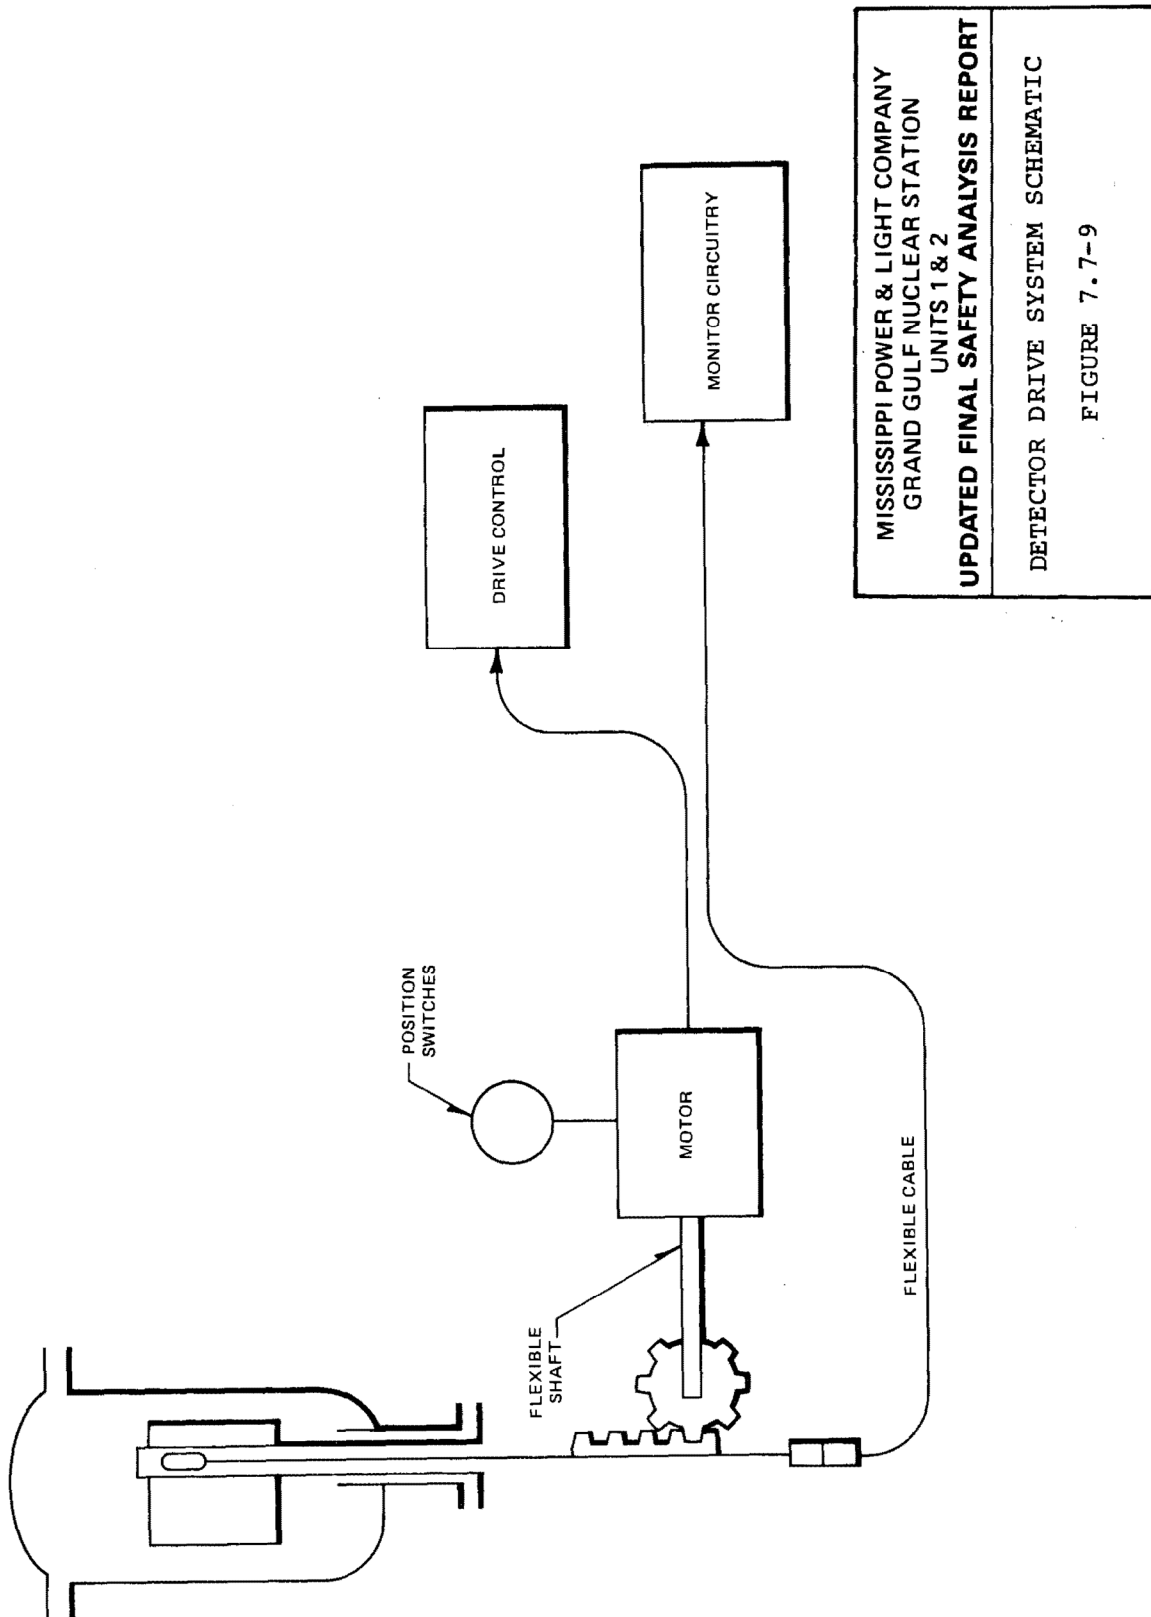 POSITION
SWITCHES
DRIVE CONTROL
MONITOR CIRCUITRY
MOTOR
FLEXIBLE
SHAFT
FLEXIBLE CABLE
MISSISSIPPI POWER & LIGHT COMPANY
GRAND GULF NUCLEAR STATION
UNITS 1 & 2
UPDATED FINAL SAFETY ANALYSIS REPORT
DETECTOR DRIVE SYSTEM SCHEMATIC
FIGURE 7.7-9